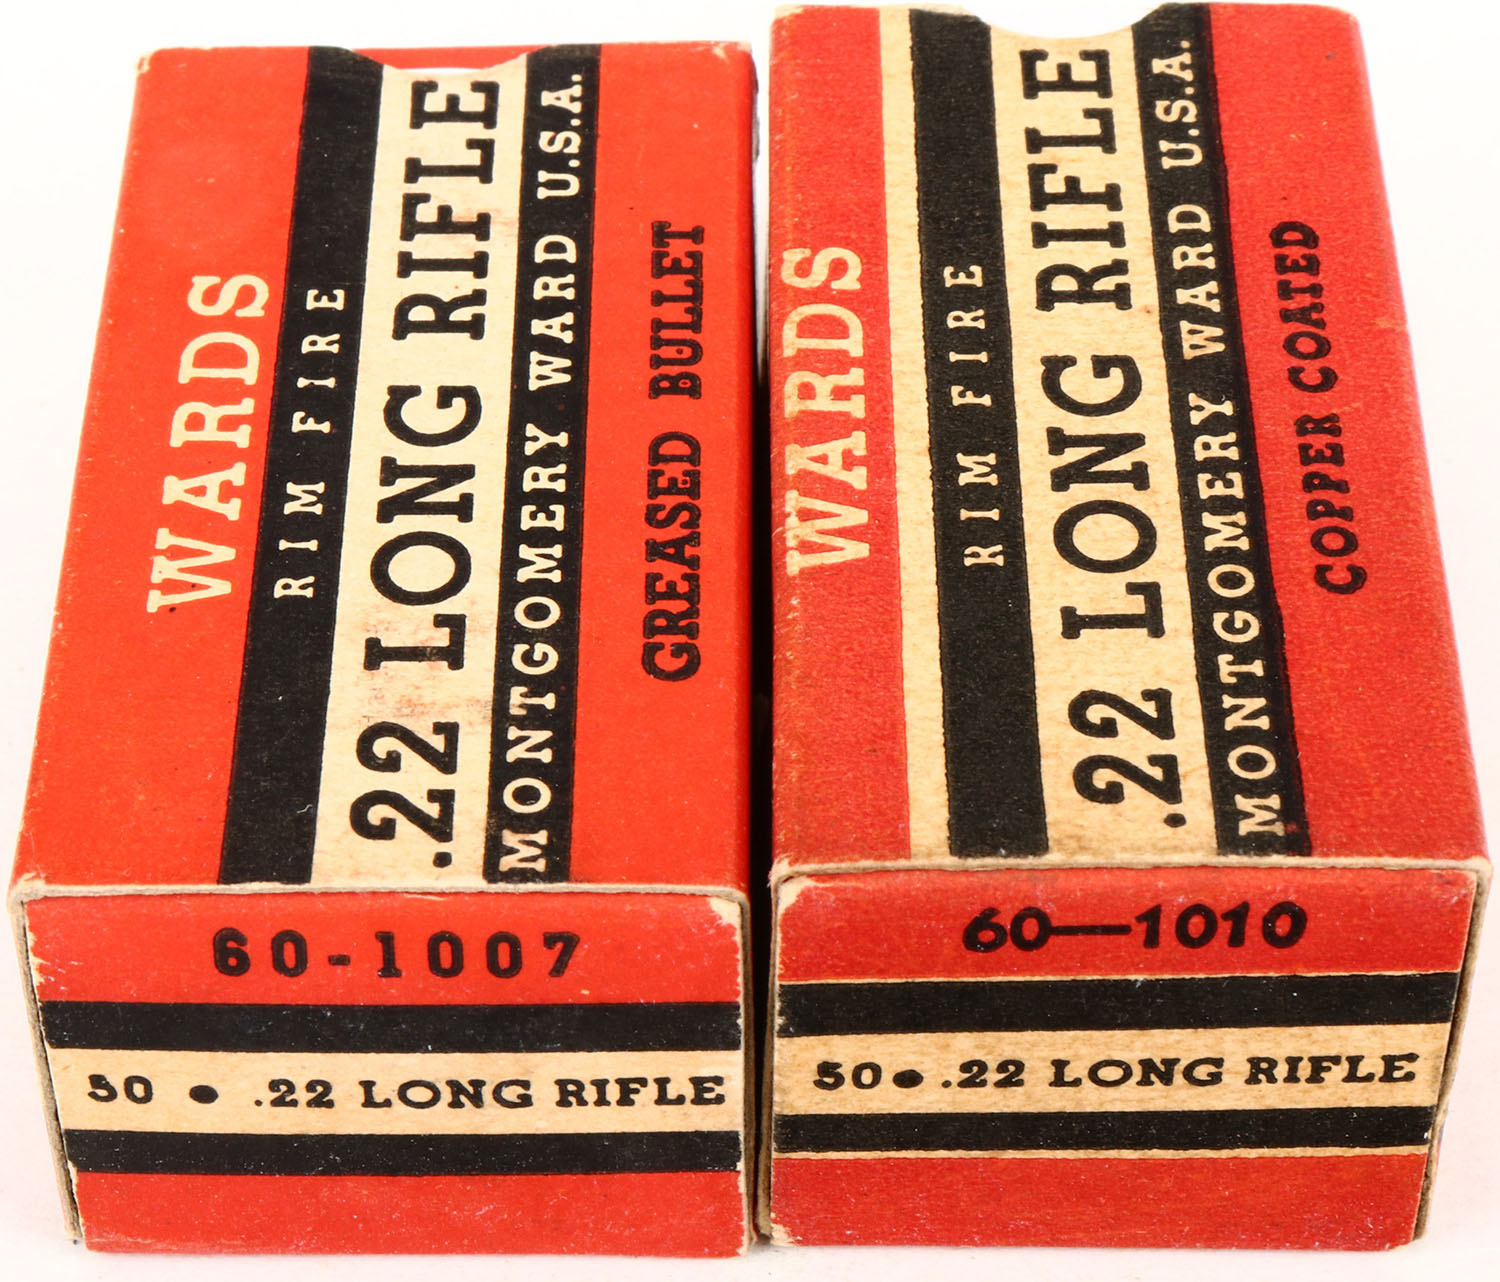 WARDS
RIM FIRE
.22 LONG RIFLE
MONTGOMERY WARD U.S.A.
GREASED BULLET
60-1007
50 • .22 LONG RIFLE
WARDS
RIM FIRE
.22 LONG RIFLE
MONTGOMERY WARD U.S.A.
COPPER COATED
60—1010
50 • .22 LONG RIFLE